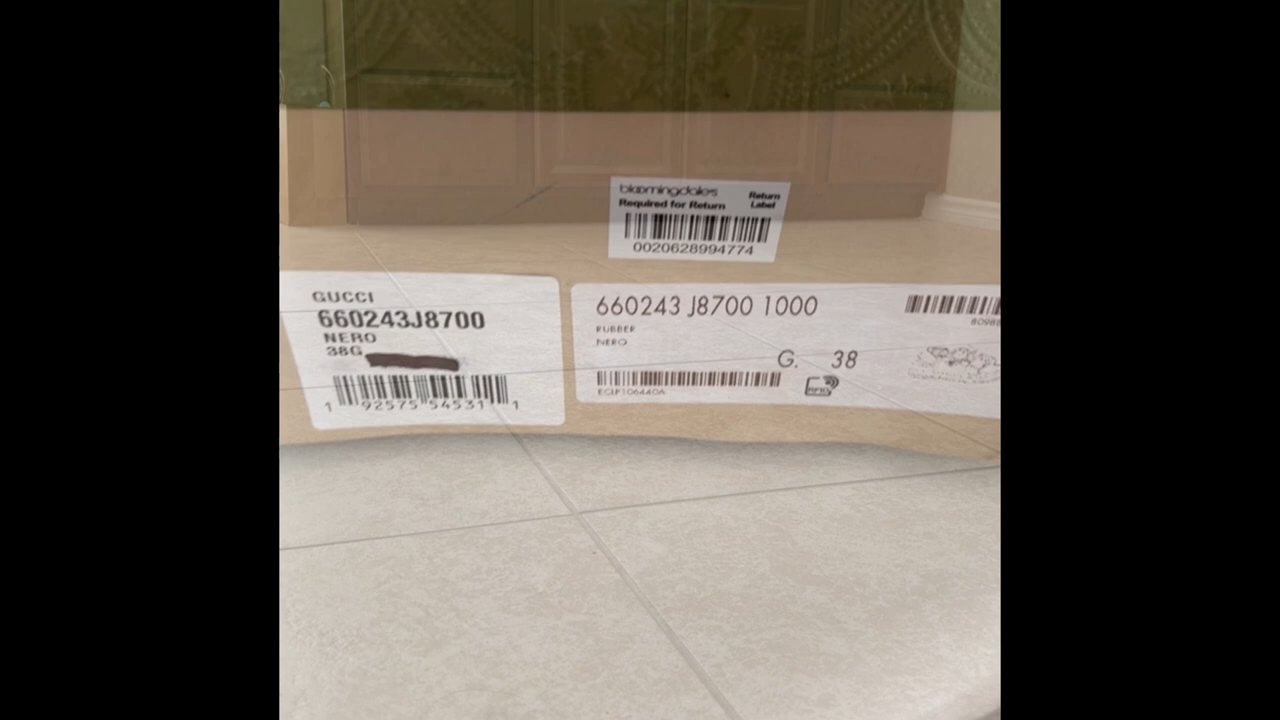 bloomingdales
Return Label
Required for Return
0020628994774
GUCCI
660243J8700
NERO
38G
1 92575 54531 1
660243 J8700 1000
RUBBER
NERO
G. 38
ECLP106440A
RFID